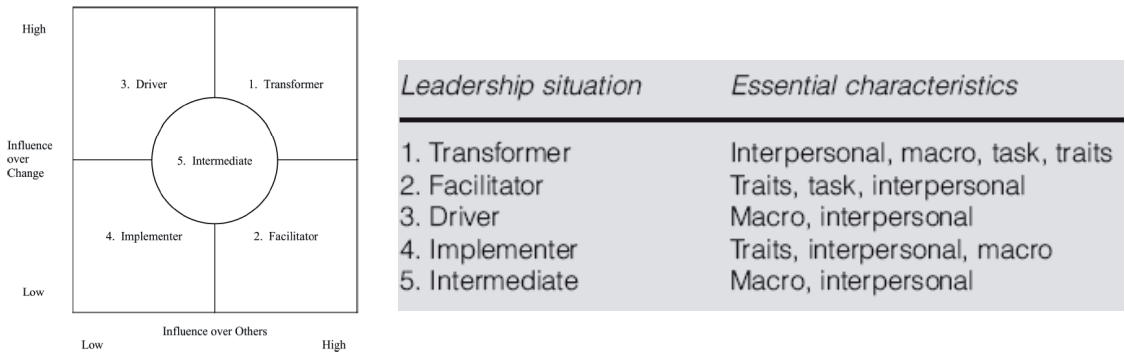 High
3. Driver
1. Transformer
Influence
over
Change
5. Intermediate
4. Implementer
2. Facilitator
Low
Influence over Others
Low
High
Leadership situation Essential characteristics
1. Transformer Interpersonal, macro, task, traits
2. Facilitator Traits, task, interpersonal
3. Driver Macro, interpersonal
4. Implementer Traits, interpersonal, macro
5. Intermediate Macro, interpersonal